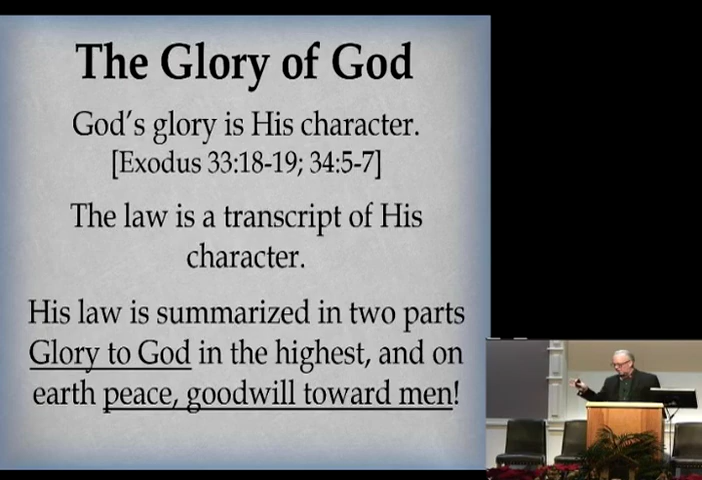 The Glory of God
God's glory is His character.
[Exodus 33:18-19; 34:5-7]
The law is a transcript of His
character.
His law is summarized in two parts
Glory to God in the highest, and on
earth peace, goodwill toward men!